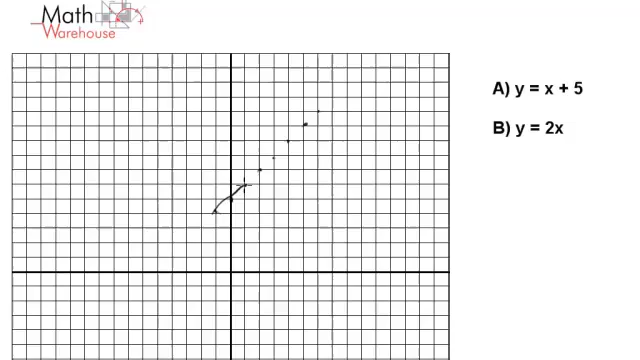 Math
Warehouse
A) y = x + 5
B) y = 2x